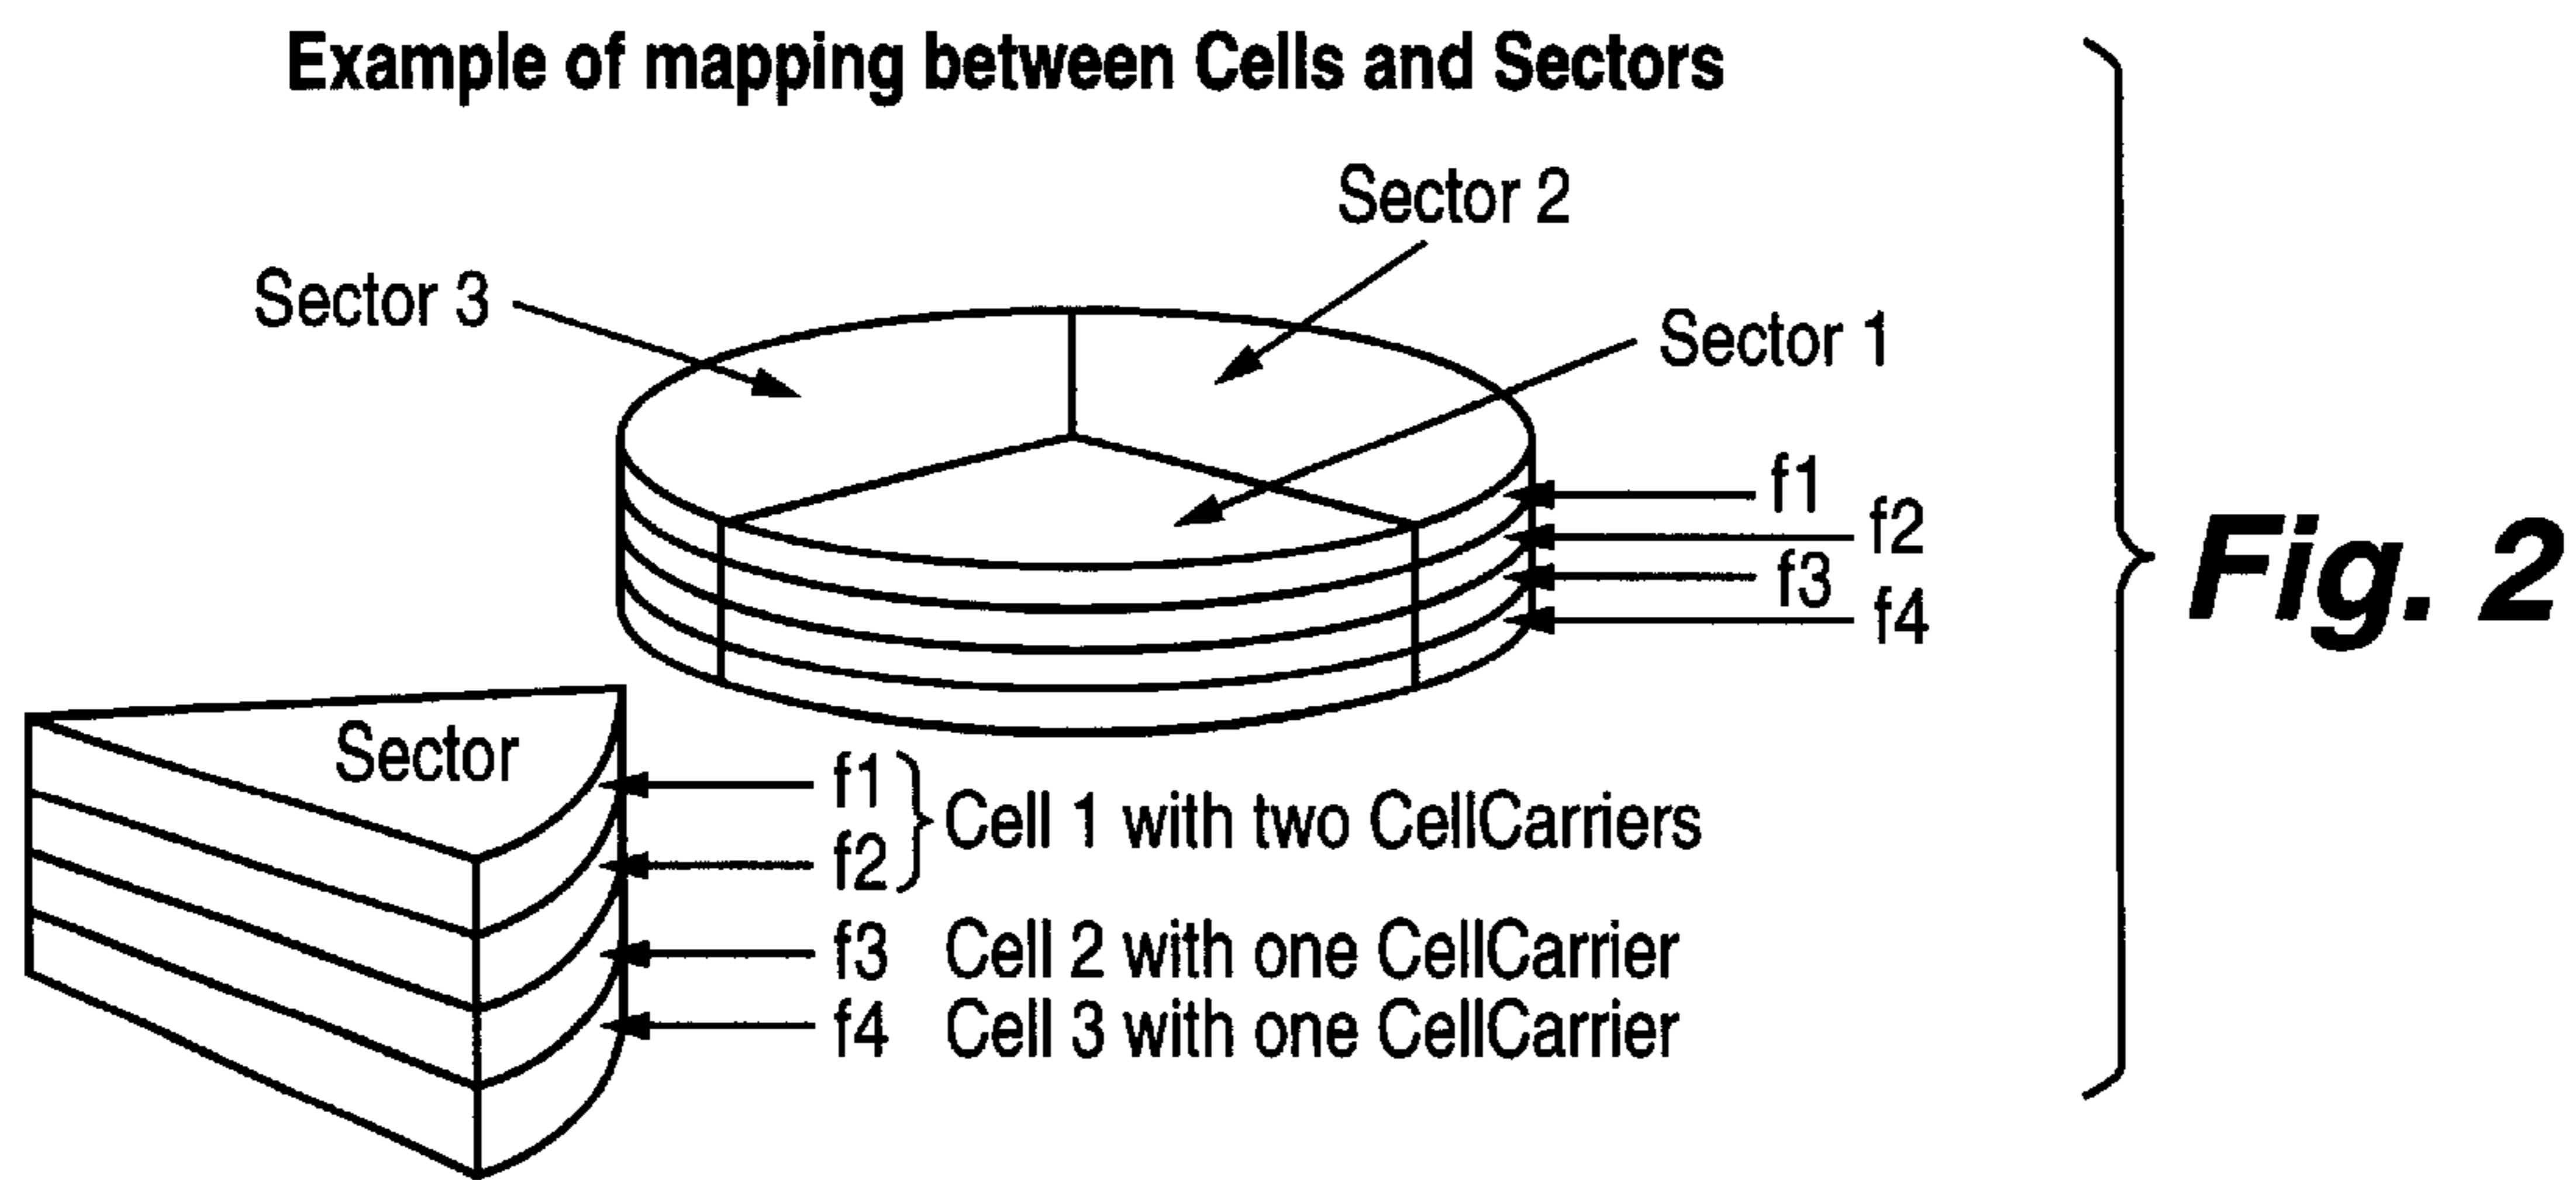 Example of mapping between Cells and Sectors
Sector 2
Sector 3
Sector 1
f1
f2
f3
f4
Fig. 2
Sector
f1
Cell 1 with two CellCarriers
f2
f3 Cell 2 with one CellCarrier
f4 Cell 3 with one CellCarrier